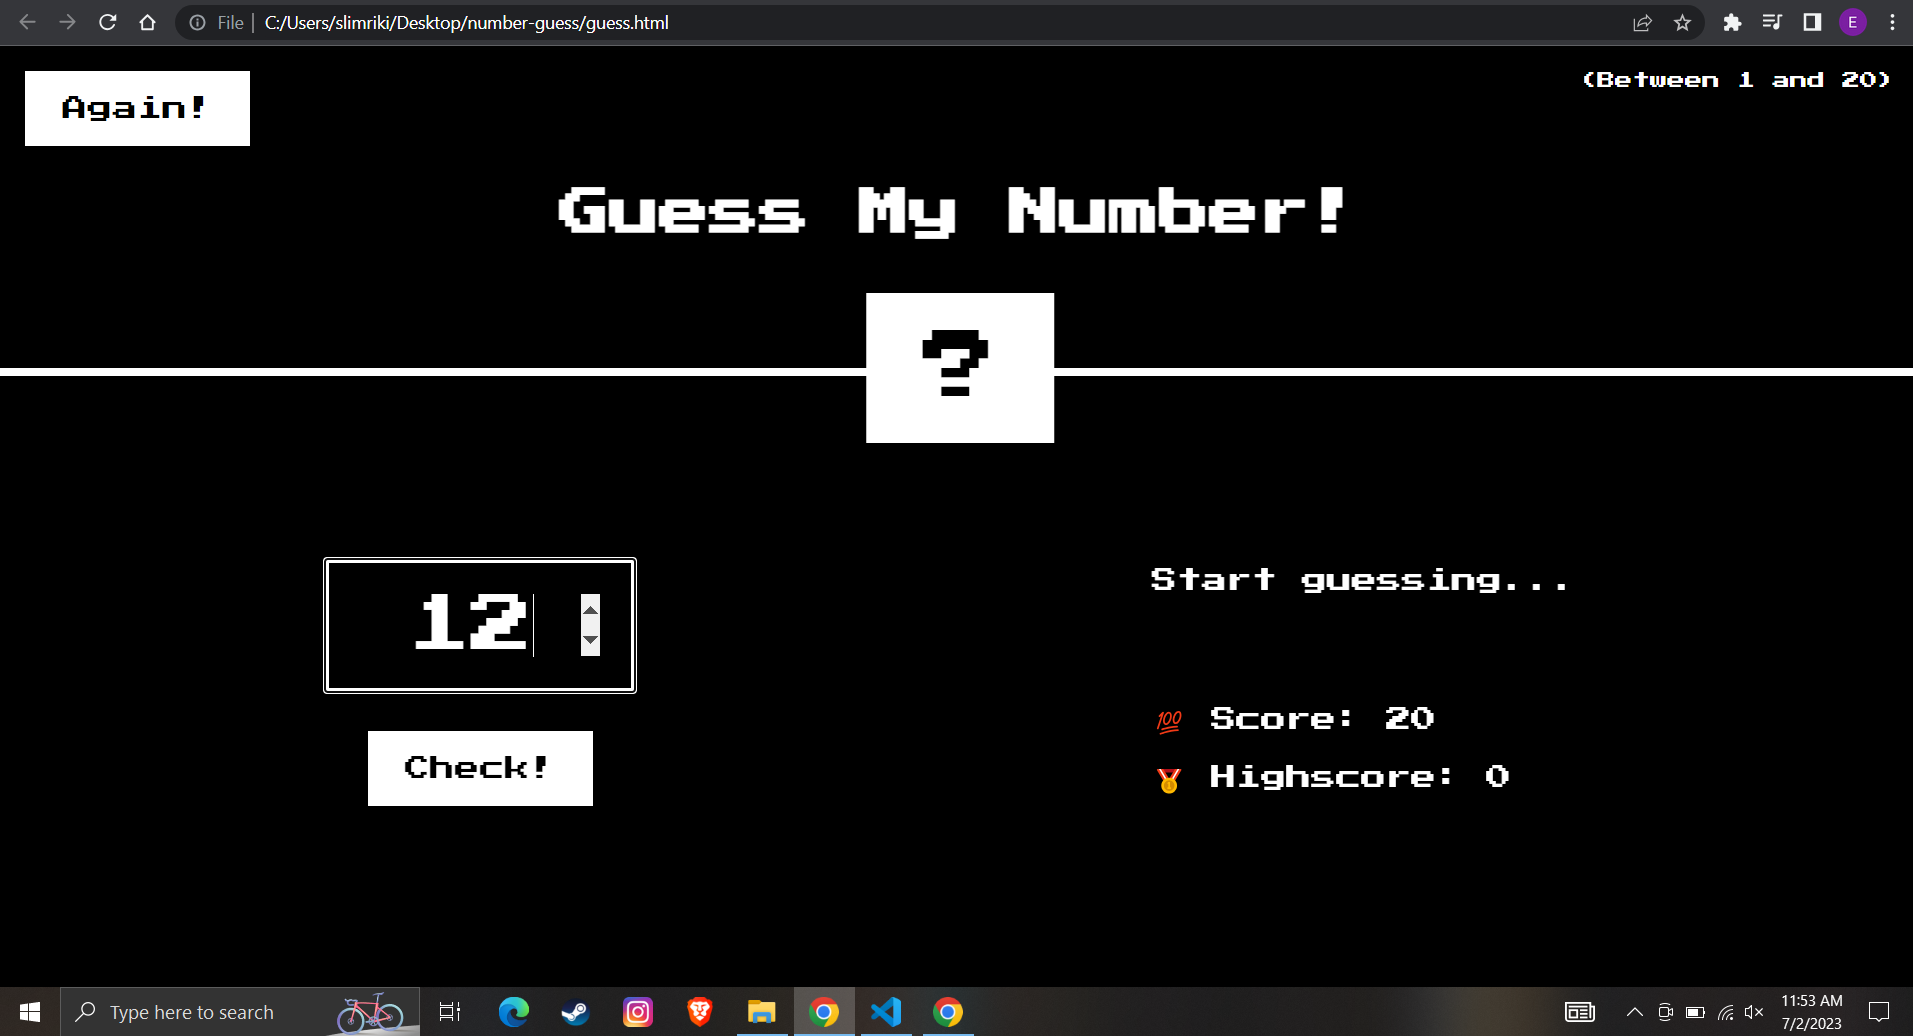 File | C:/Users/slimriki/Desktop/number-guess/guess.html
E
Again!
(Between 1 and 20)
Guess My Number!
?
12
Start guessing...
Check!
💯 Score: 20
🥇 Highscore: 0
Type here to search
11:53 AM
7/2/2023